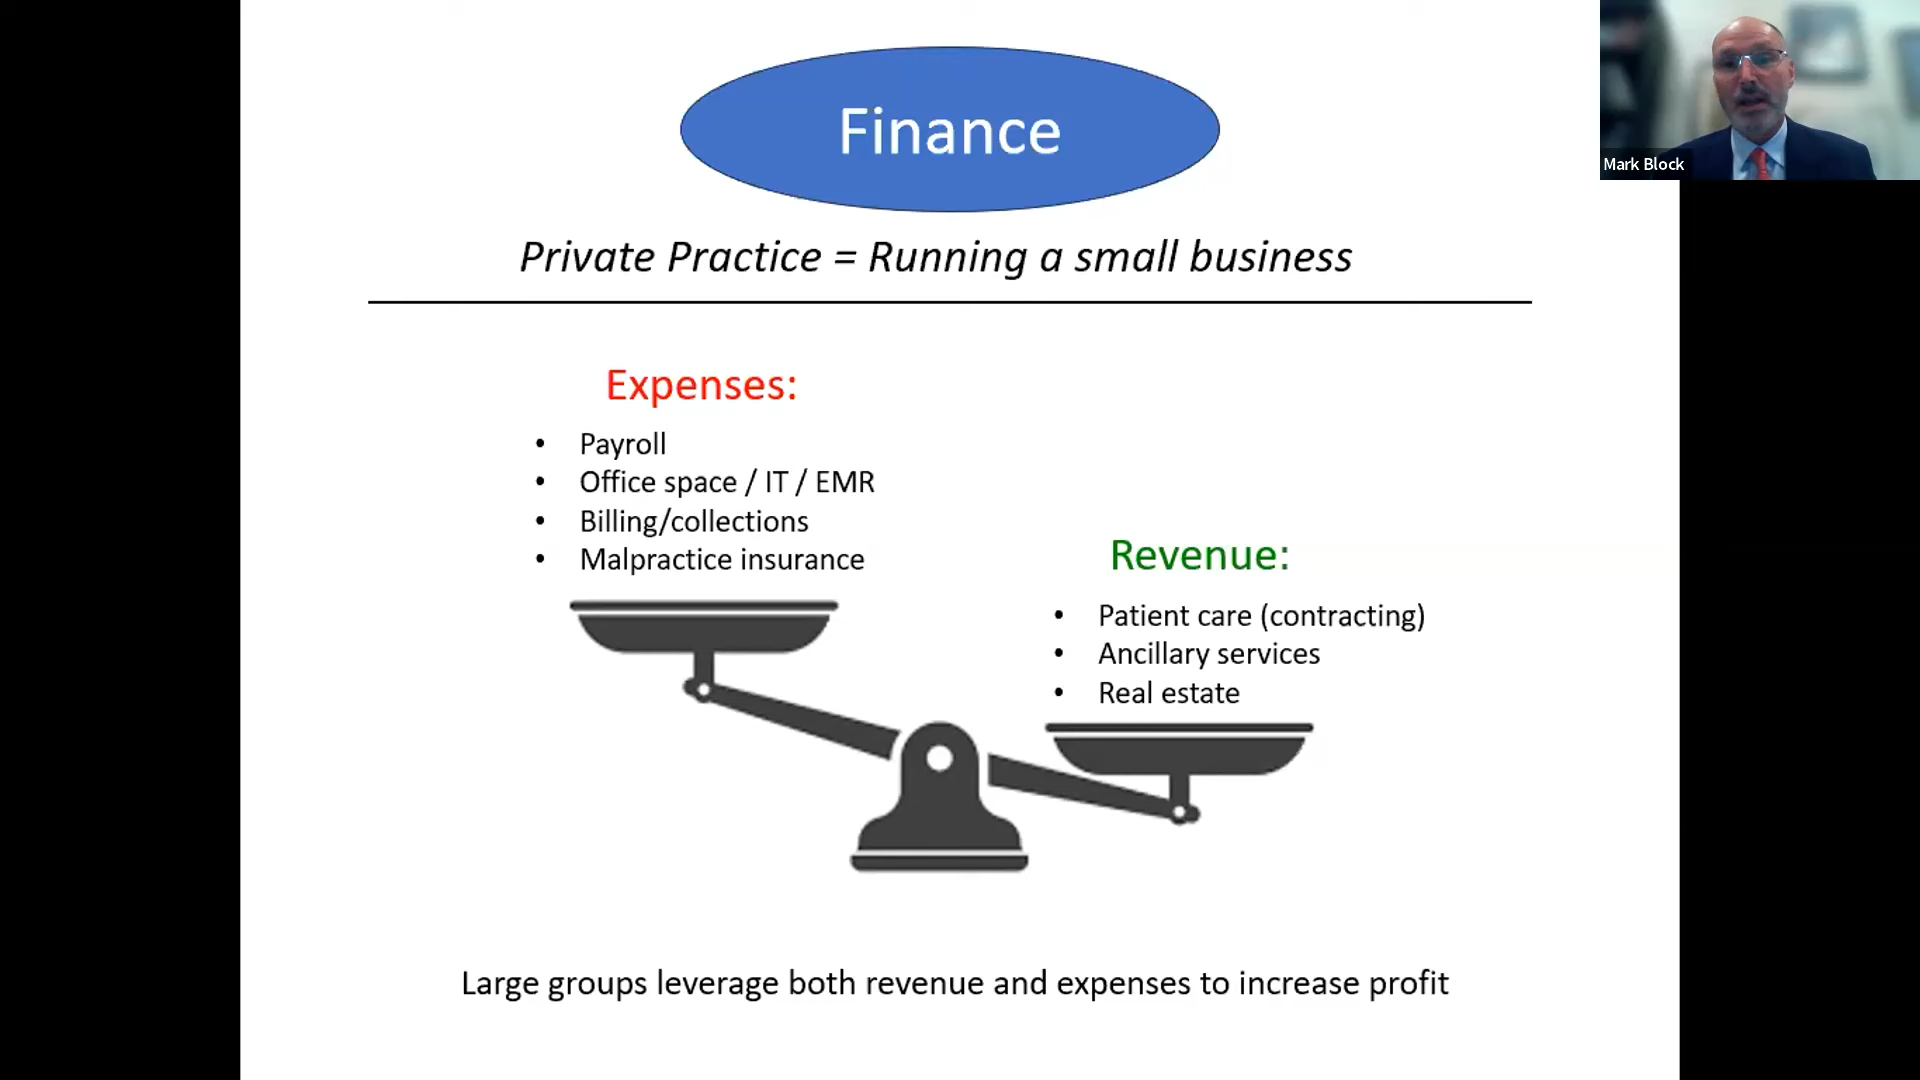 Finance
Mark Block
Private Practice = Running a small business
Expenses:
• Payroll
• Office space / IT / EMR
• Billing/collections
• Malpractice insurance
Revenue:
• Patient care (contracting)
• Ancillary services
• Real estate
Large groups leverage both revenue and expenses to increase profit